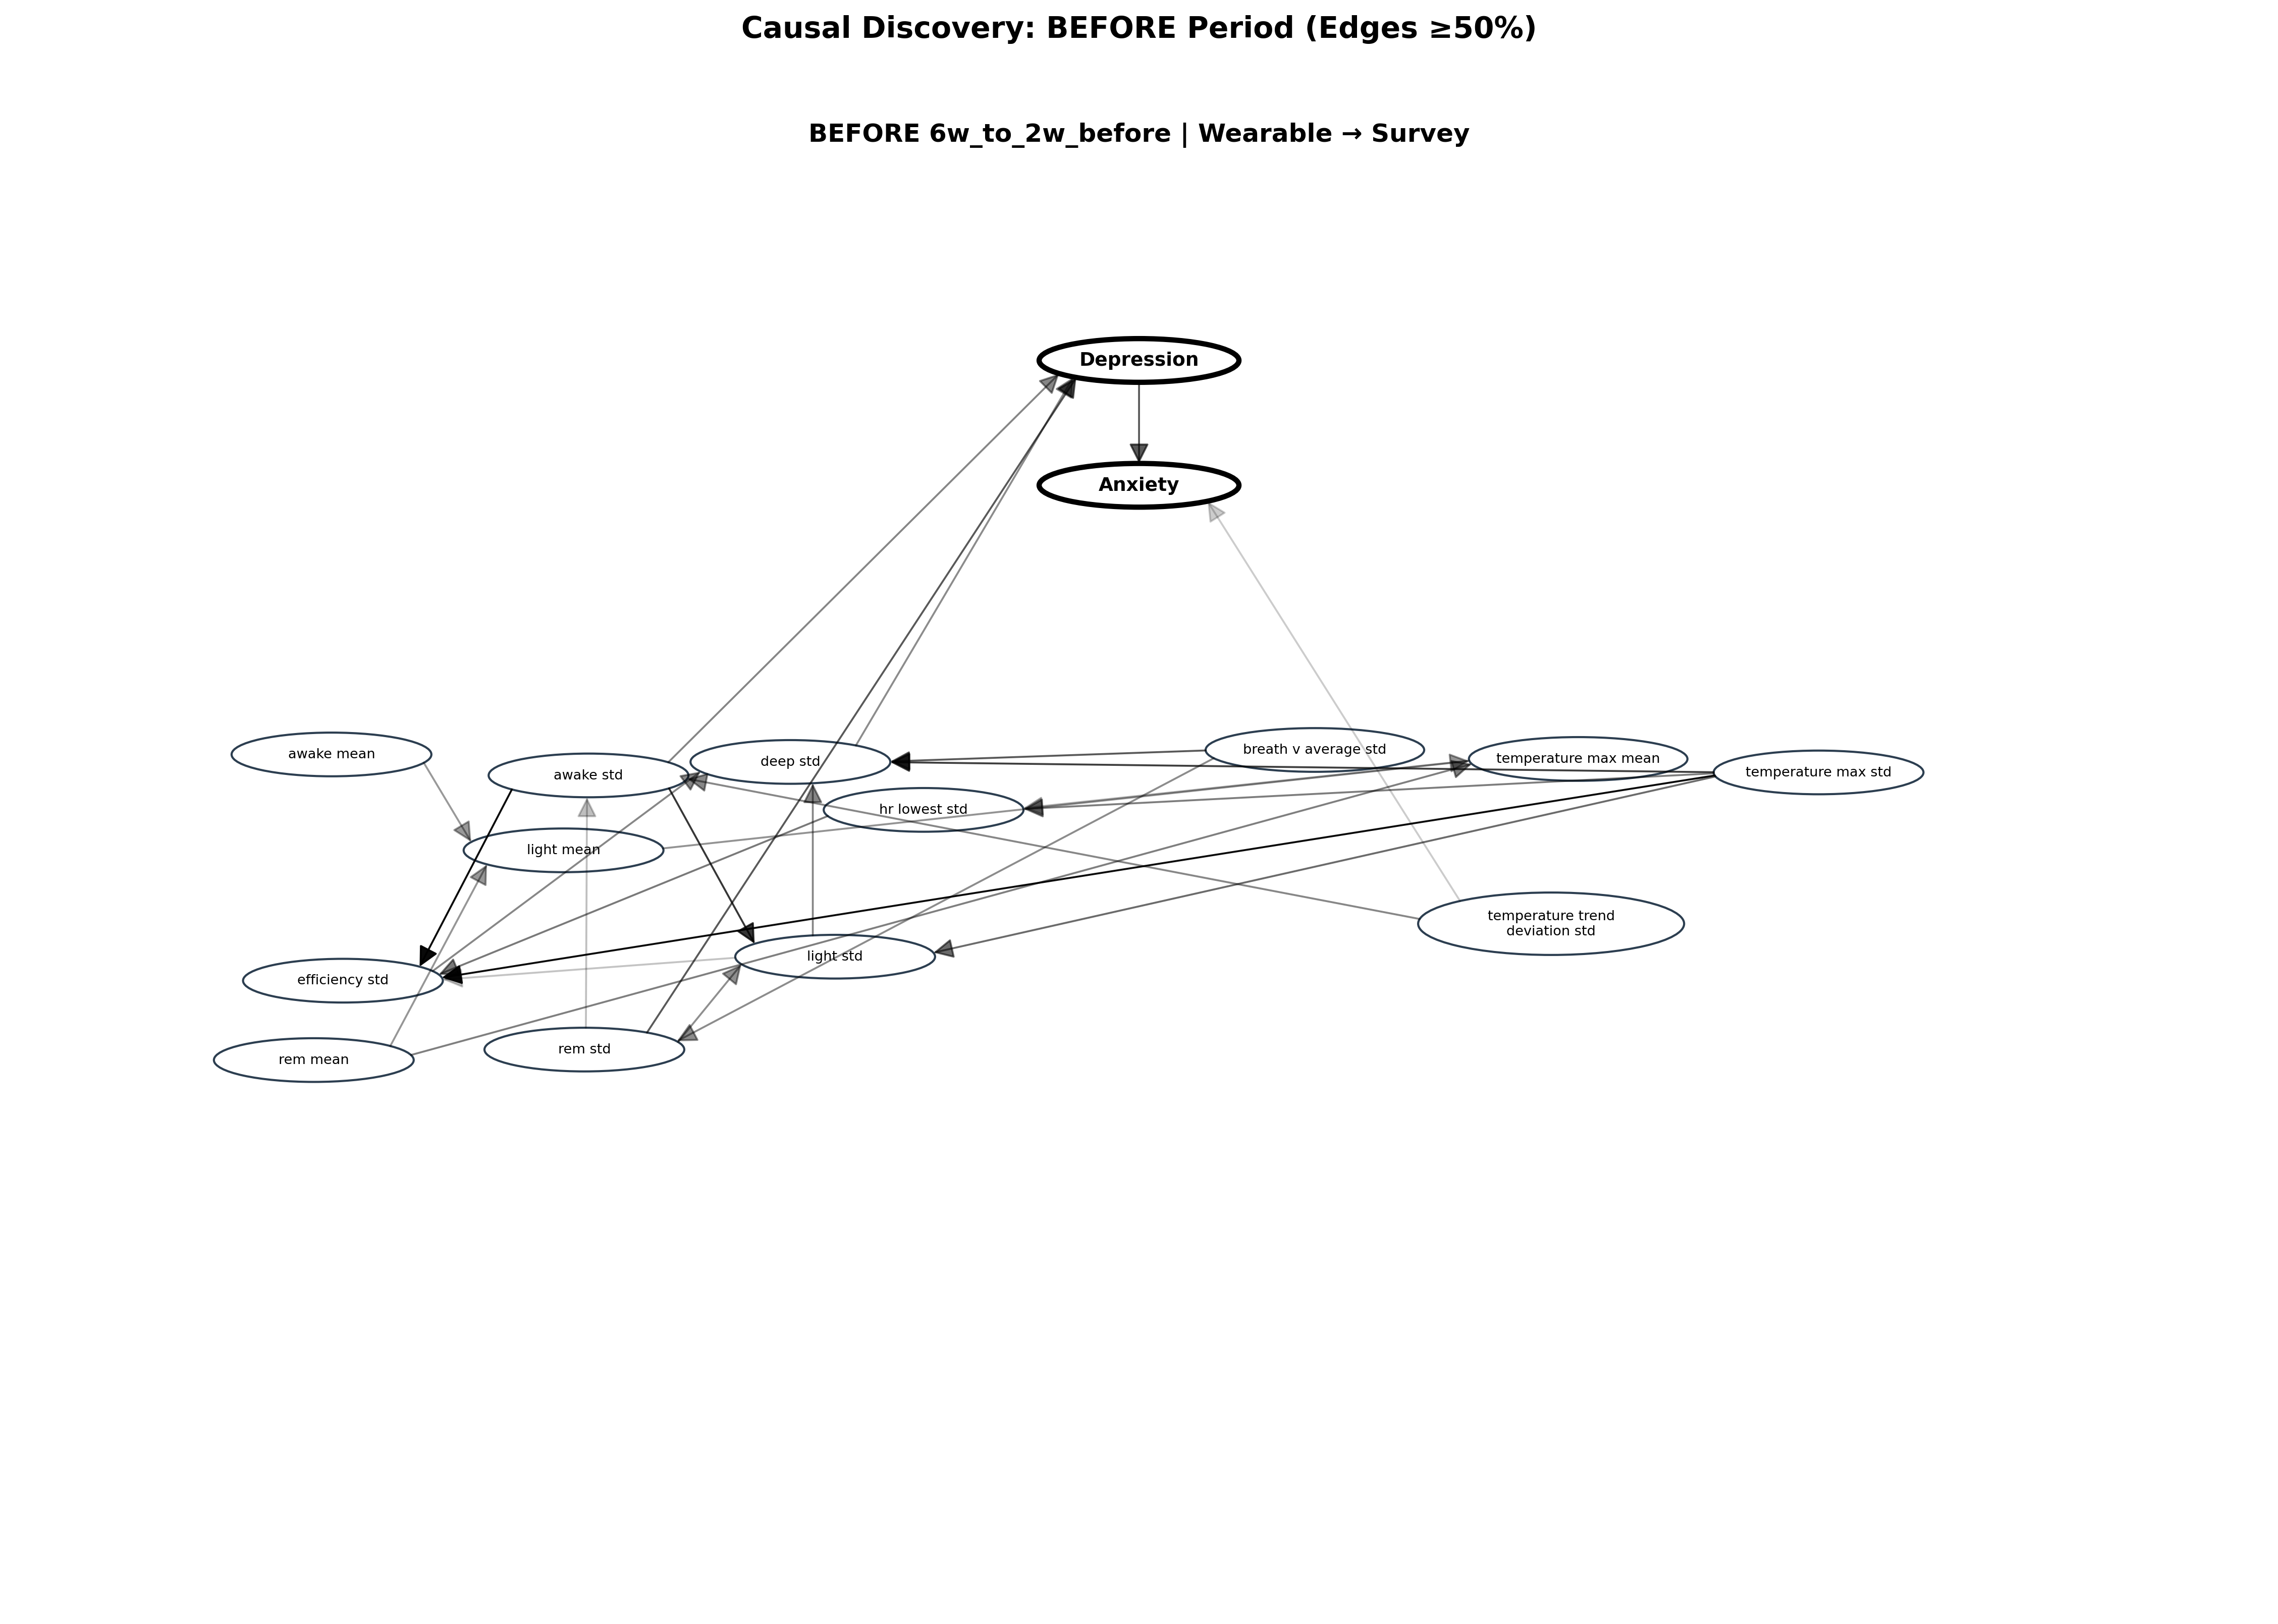 Causal Discovery: BEFORE Period (Edges ≥50%)
BEFORE 6w_to_2w_before | Wearable → Survey
Depression
Anxiety
awake mean
awake std
deep std
breath v average std
temperature max mean
temperature max std
hr lowest std
light mean
temperature trend
deviation std
light std
efficiency std
rem mean
rem std